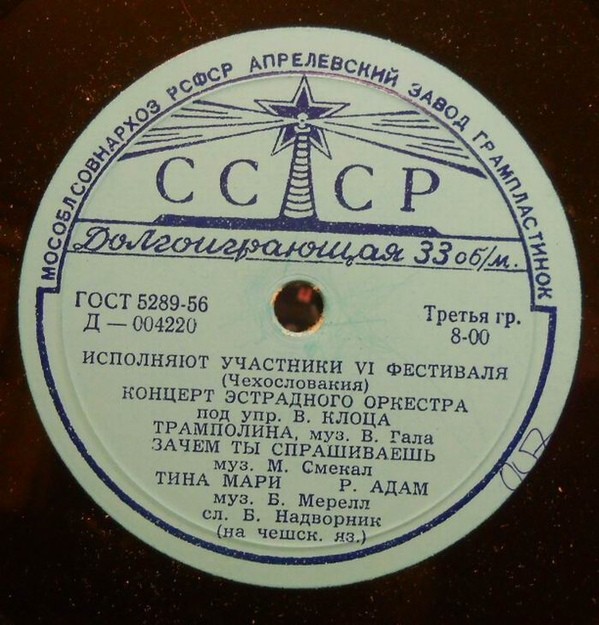 МОСОБЛСОВНАРХОЗ РСФСР АПРЕЛЕВСКИЙ ЗАВОД ГРАМПЛАСТИНОК
СССР
Долгоиграющая 33 об/м.
ГОСТ 5289-56
Д — 004220
Третья гр.
8-00
ИСПОЛНЯЮТ УЧАСТНИКИ VI ФЕСТИВАЛЯ
(Чехословакия)
КОНЦЕРТ ЭСТРАДНОГО ОРКЕСТРА
под упр. В. КЛОЦА
ТРАМПОЛИНА, муз. В. Гала
ЗАЧЕМ ТЫ СПРАШИВАЕШЬ
муз. М. Смекал
ТИНА МАРИ Р. АДАМ
муз. Б. Мерелл
сл. Б. Надворник
(на чешск. яз.)